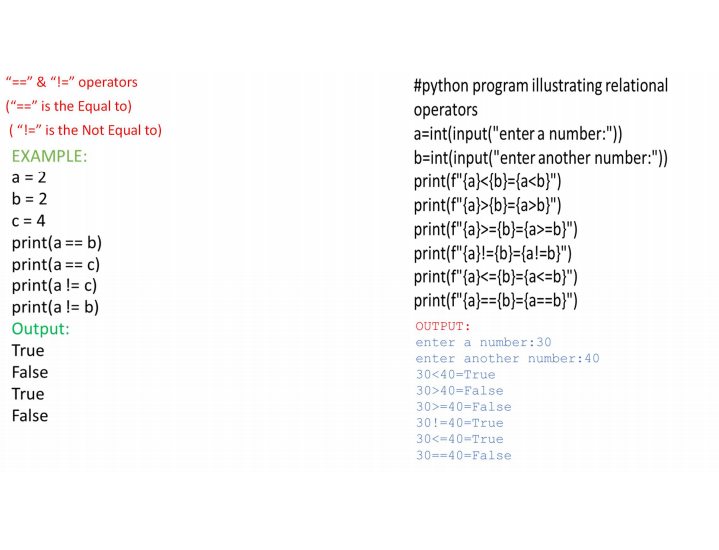 “==” & “!=” operators
(“==” is the Equal to)
( “!=” is the Not Equal to)
EXAMPLE:
a = 2
b = 2
c = 4
print(a == b)
print(a == c)
print(a != c)
print(a != b)
Output:
True
False
True
False
#python program illustrating relational
operators
a=int(input("enter a number:"))
b=int(input("enter another number:"))
print(f"{a}<{b}={a<b}")
print(f"{a}>{b}={a>b}")
print(f"{a}>={b}={a>=b}")
print(f"{a}!={b}={a!=b}")
print(f"{a}<={b}={a<=b}")
print(f"{a}=={b}={a==b}")
OUTPUT:
enter a number:30
enter another number:40
30<40=True
30>40=False
30>=40=False
30!=40=True
30<=40=True
30==40=False